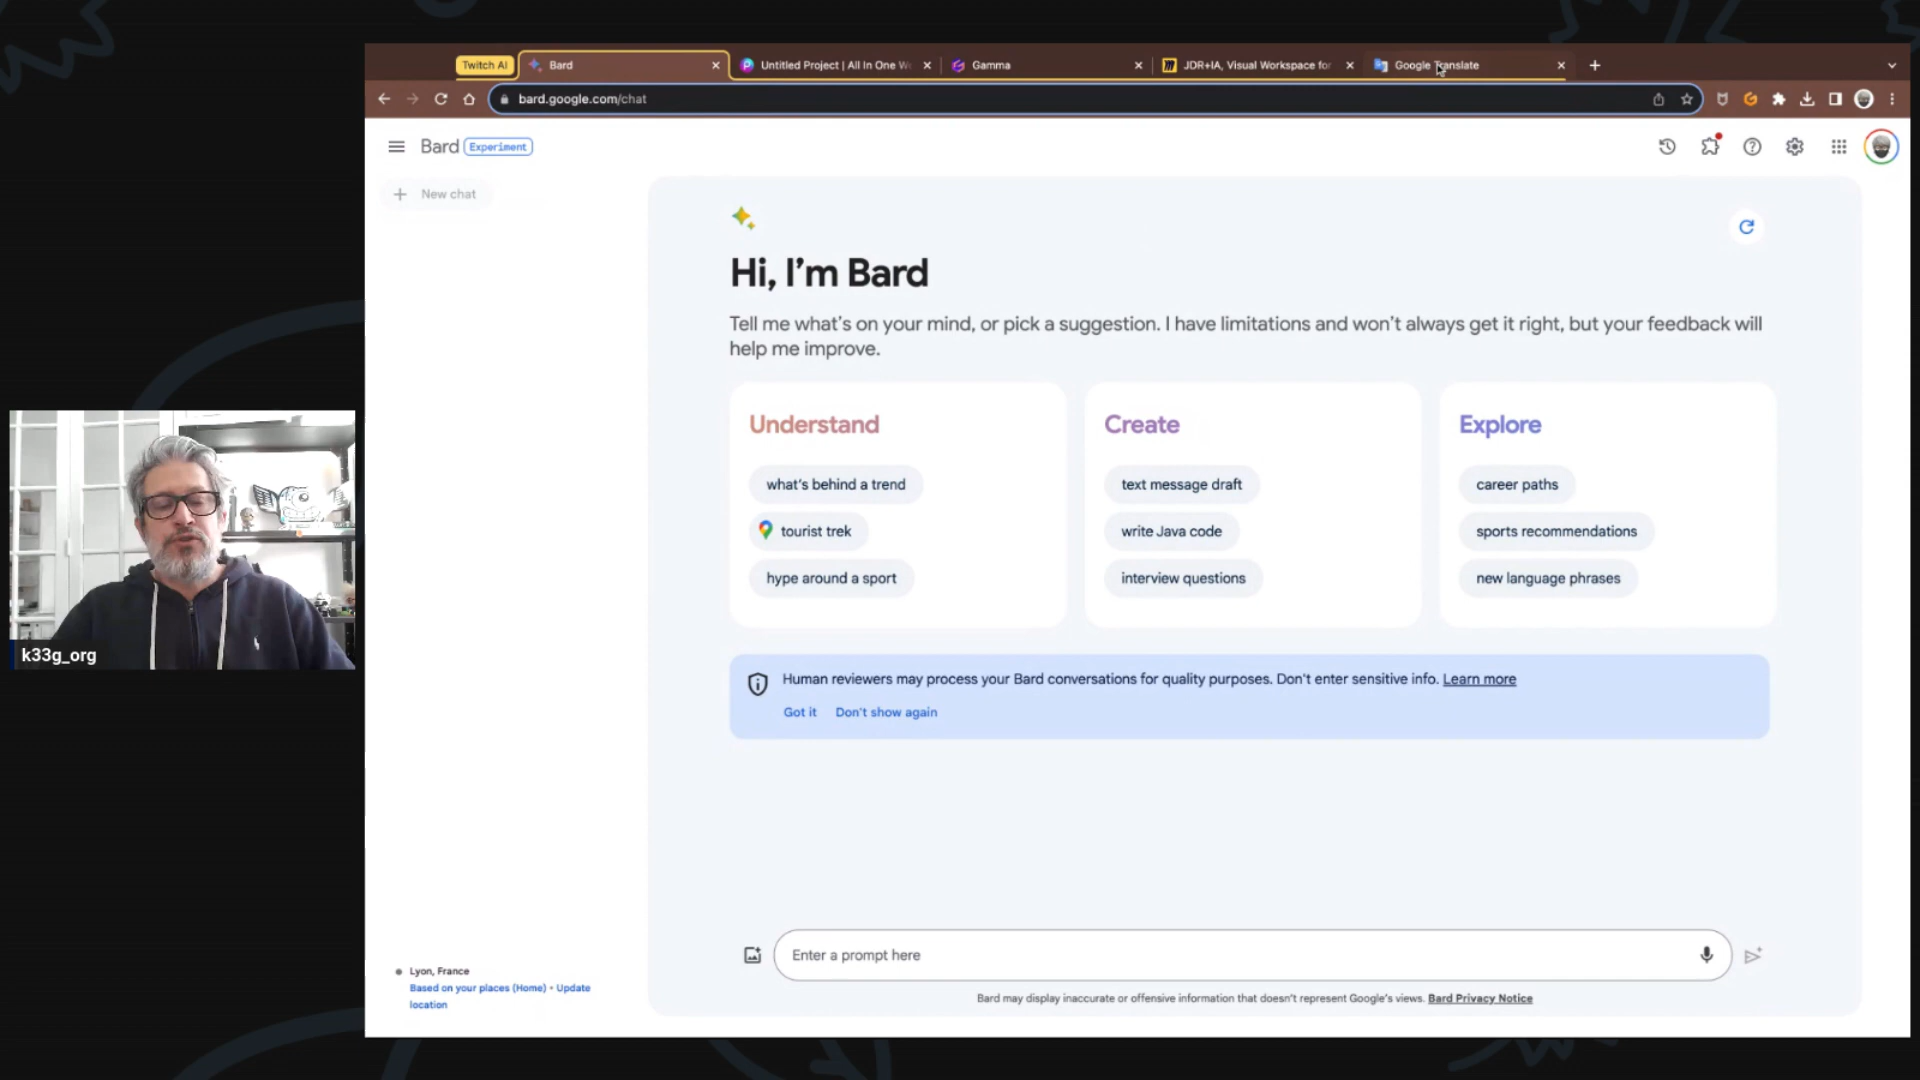 Twitch AI
Bard
Untitled Project | All In One W
Gamma
JDR+IA, Visual Workspace for
Google Translate
bard.google.com/chat
Bard Experiment
New chat
Hi, I'm Bard
Tell me what's on your mind, or pick a suggestion. I have limitations and won't always get it right, but your feedback will
help me improve.
Understand
what's behind a trend
tourist trek
hype around a sport
Create
text message draft
write Java code
interview questions
Explore
career paths
sports recommendations
new language phrases
Human reviewers may process your Bard conversations for quality purposes. Don't enter sensitive info. Learn more
Got it Don't show again
k33g_org
Enter a prompt here
Lyon, France
Based on your places (Home) • Update
location
Bard may display inaccurate or offensive information that doesn't represent Google's views. Bard Privacy Notice